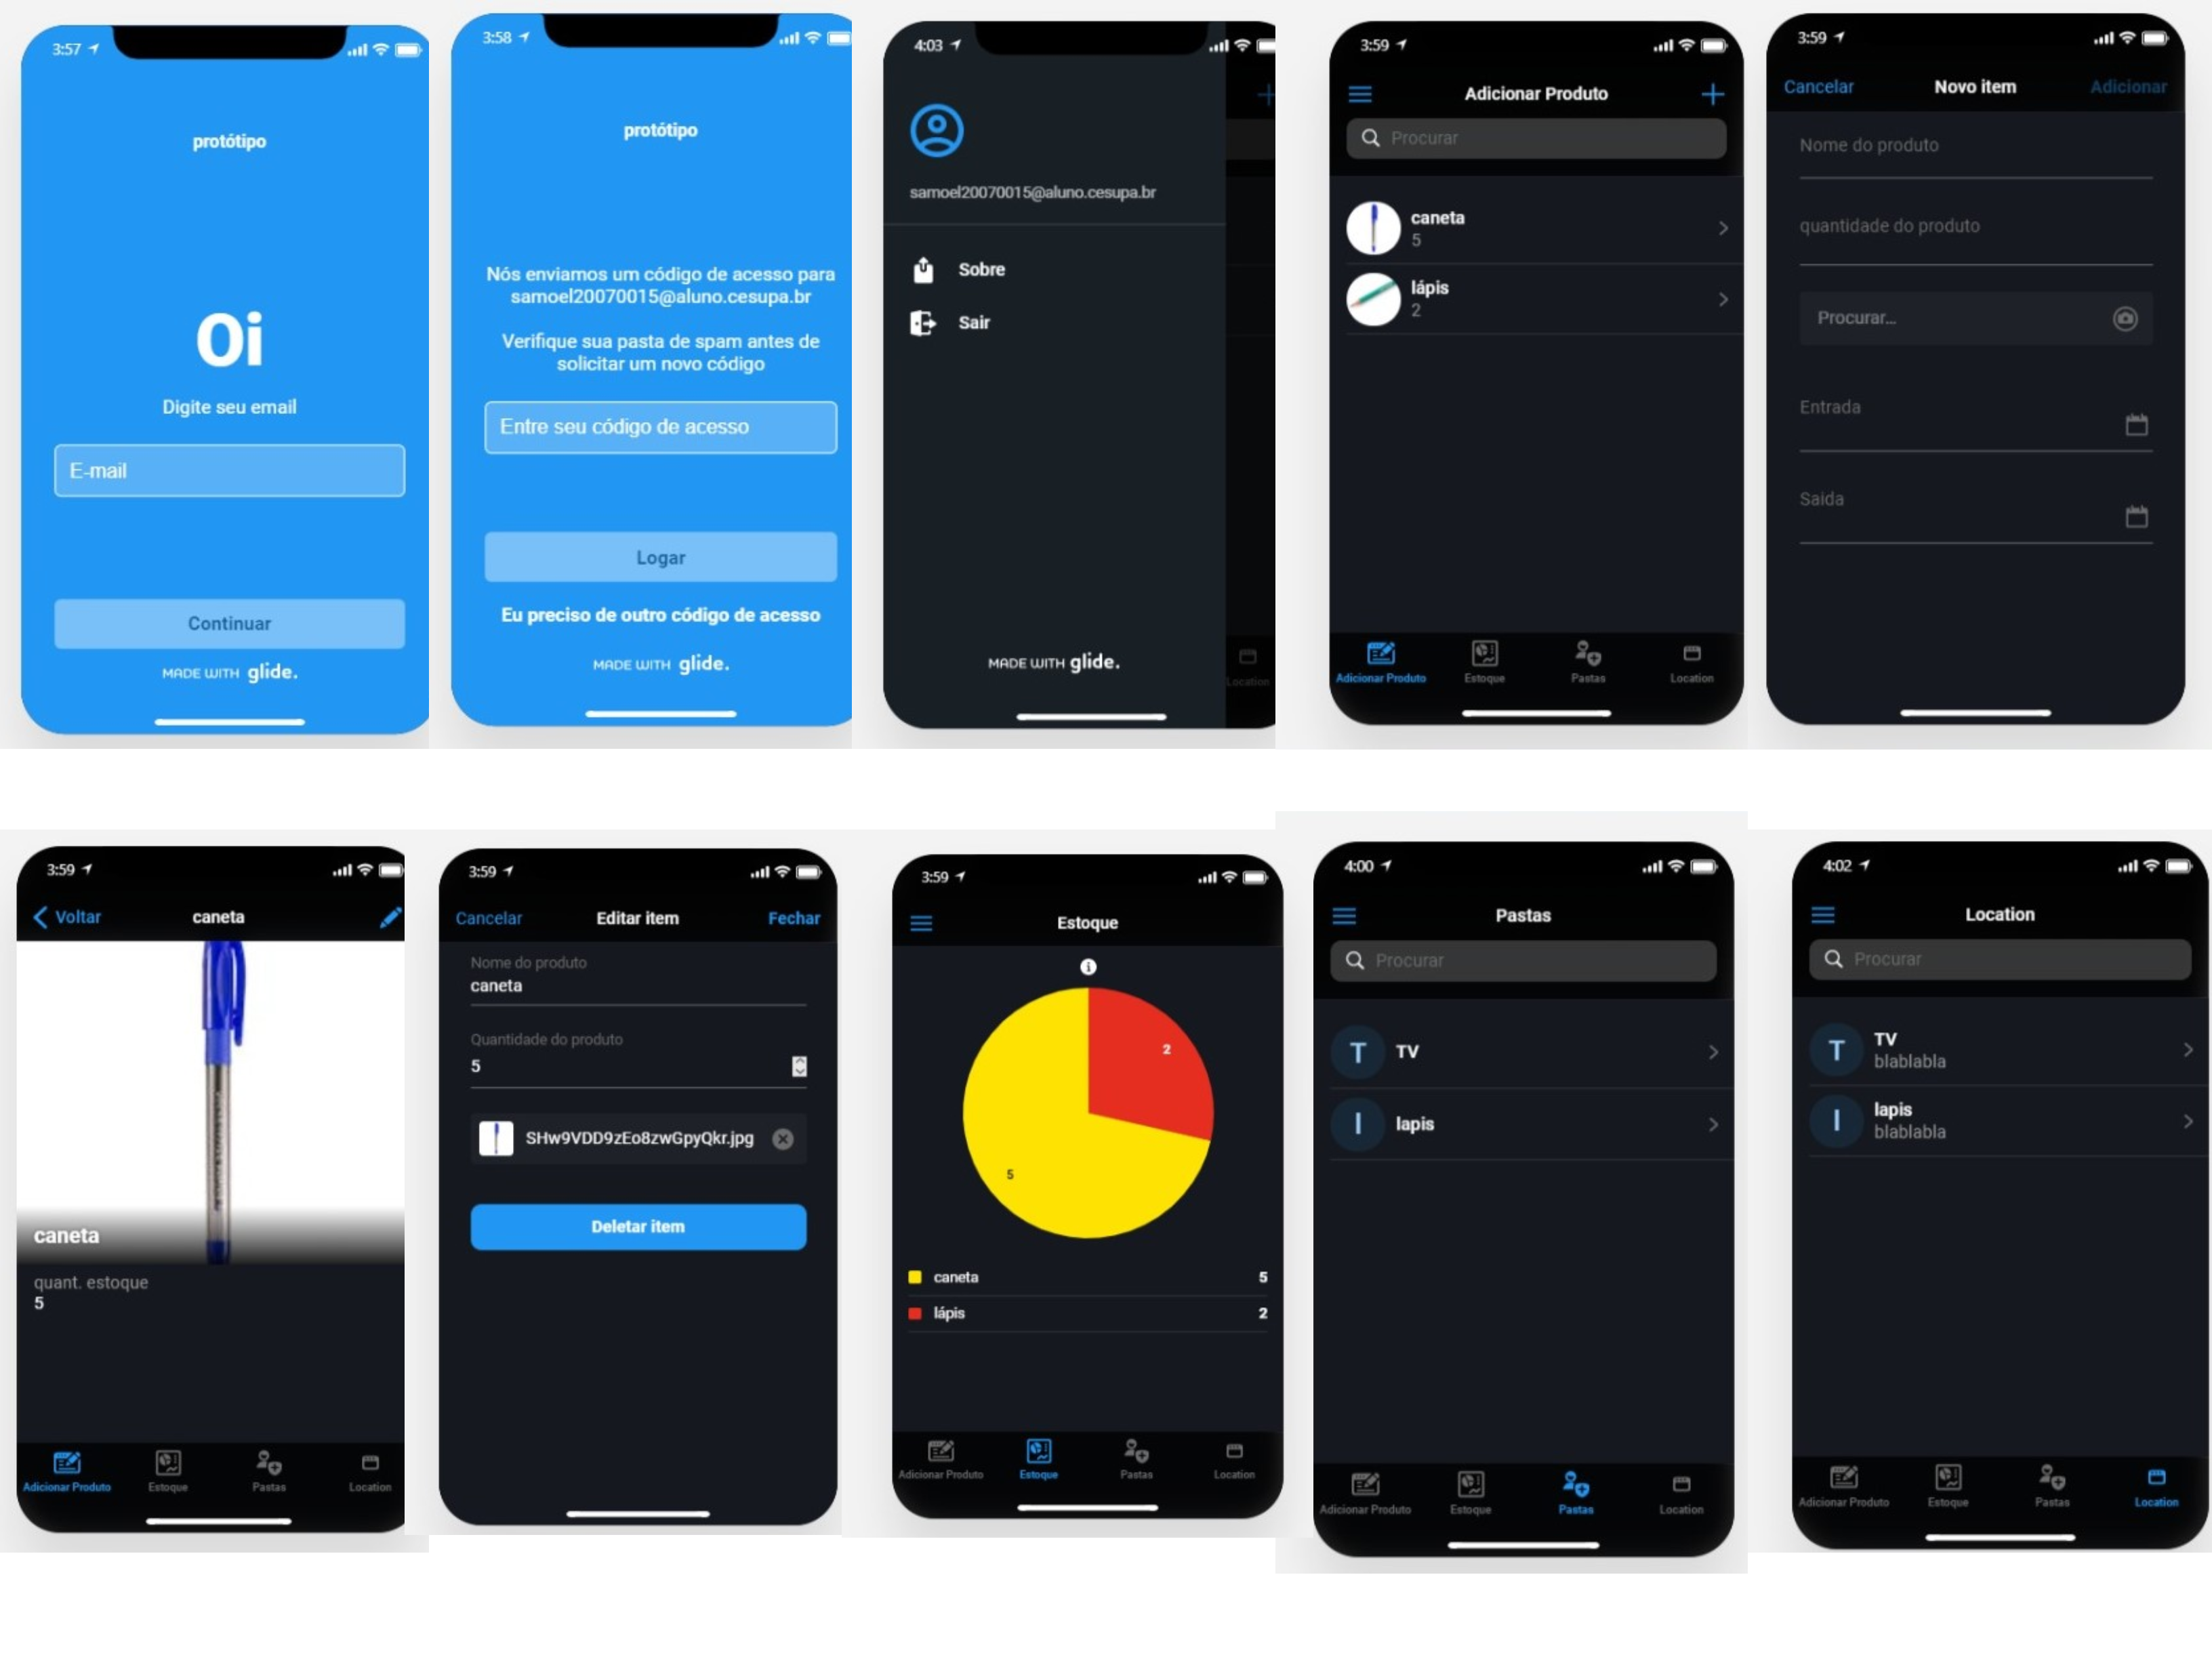 3:57
protótipo
Oi
Digite seu email
E-mail
Continuar
MADE WITH glide.
3:58
protótipo
Nós enviamos um código de acesso para
samoel20070015@aluno.cesupa.br
Verifique sua pasta de spam antes de
solicitar um novo código
Entre seu código de acesso
Logar
Eu preciso de outro código de acesso
MADE WITH glide.
4:03
samoel20070015@aluno.cesupa.br
Sobre
Sair
MADE WITH glide.
Location
3:59
Adicionar Produto
Procurar
caneta
5
lápis
2
Adicionar Produto Estoque Pastas Location
3:59
Cancelar Novo item Adicionar
Nome do produto
quantidade do produto
Procurar...
Entrada
Saida
3:59
Voltar caneta
caneta
quant. estoque
5
Adicionar Produto Estoque Pastas Location
3:59
Cancelar Editar item Fechar
Nome do produto
caneta
Quantidade do produto
5
SHw9VDD9zEo8zwGpyQkr.jpg
Deletar item
3:59
Estoque
2
5
caneta 5
lápis 2
Adicionar Produto Estoque Pastas Location
4:00
Pastas
Procurar
T TV
l lapis
Adicionar Produto Estoque Pastas Location
4:02
Location
Procurar
T TV
blablabla
l lapis
blablabla
Adicionar Produto Estoque Pastas Location